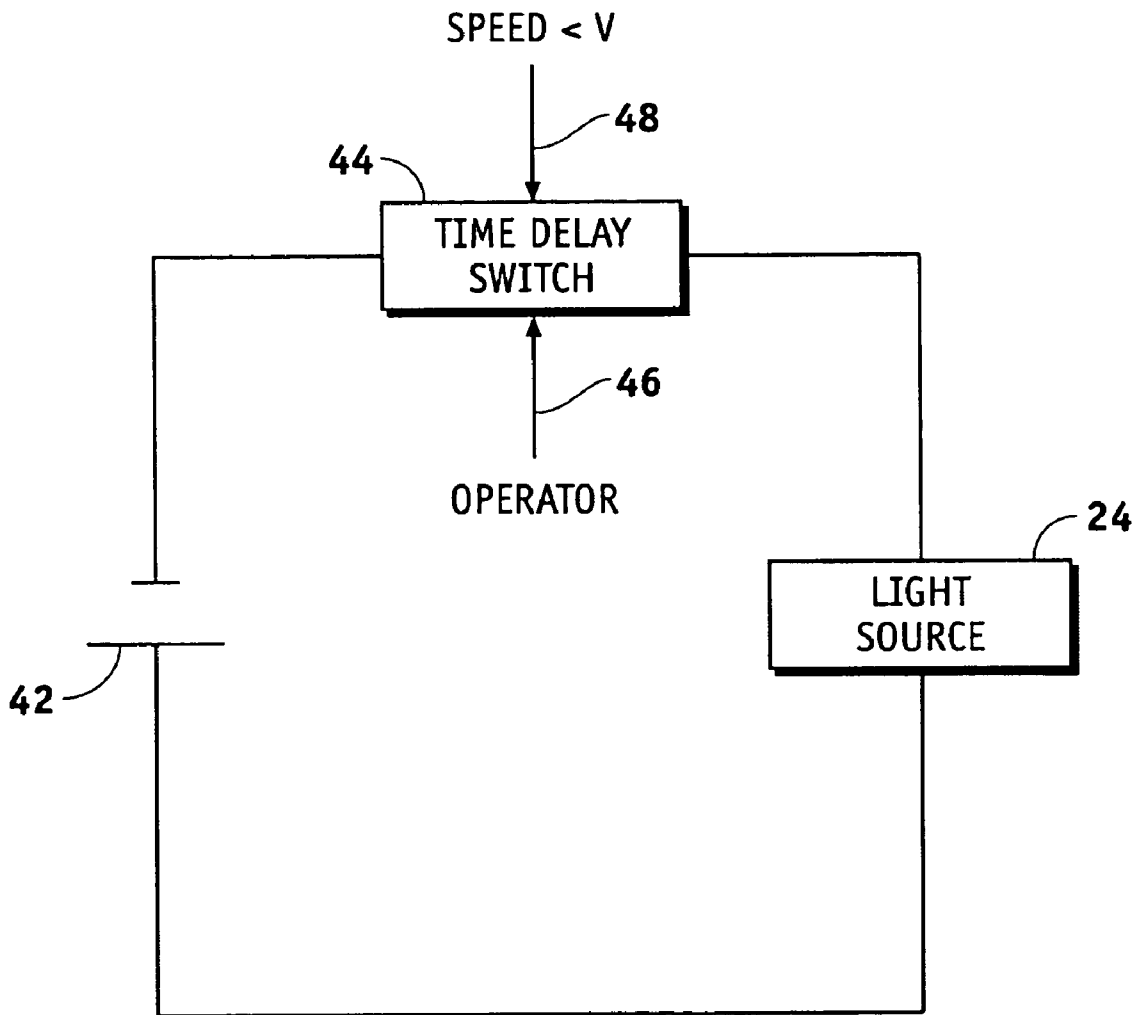 SPEED < V
48
44
TIME DELAY
SWITCH
46
OPERATOR
24
LIGHT
SOURCE
42